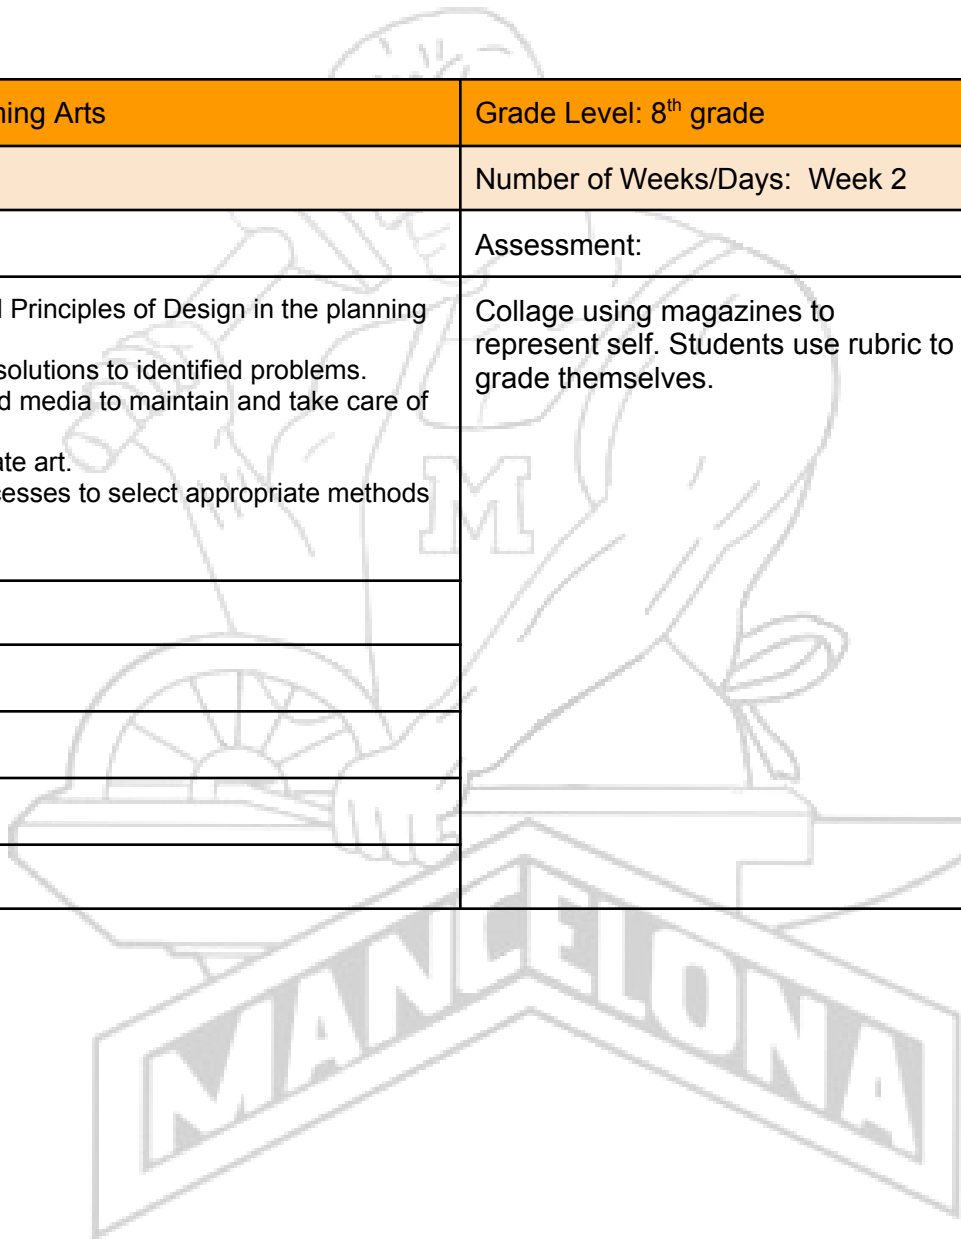 ning Arts
Grade Level: 8th grade
Number of Weeks/Days: Week 2
Assessment:
Principles of Design in the planning
solutions to identified problems.
d media to maintain and take care of
ate art.
cesses to select appropriate methods
Collage using magazines to
represent self. Students use rubric to
grade themselves.
M
MANCELONA